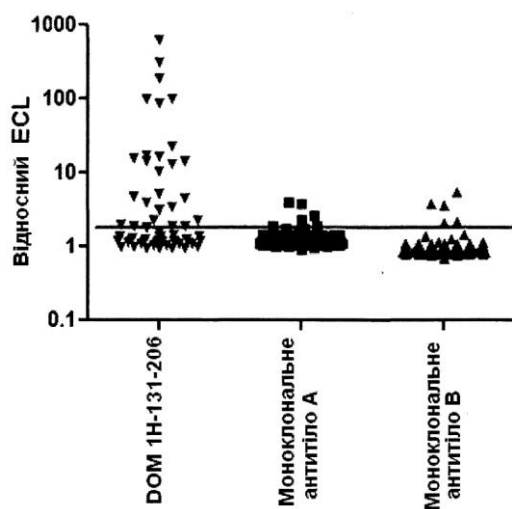 Відносний ECL
1000
100
10
1
0.1
DOM 1H-131-206
Моноклональне
антитіло А
Моноклональне
антитіло В